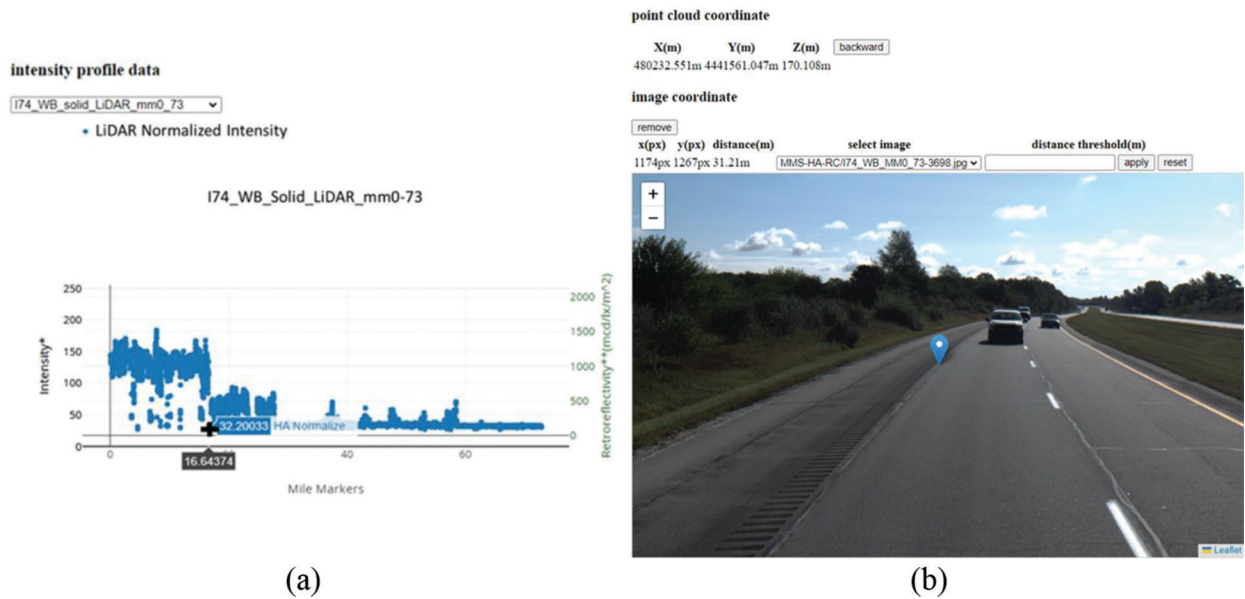 intensity profile data
I74_WB_solid_LiDAR_mm0_73
LiDAR Normalized Intensity
I74_WB_Solid_LiDAR_mm0-73
250
200
150
100
50
0
Intensity*
2000
1500
1000
500
0
Retroreflectivity**(mcd/lx/m^2)
32.20033 HA Normalize
16.64374
0 20 40 60
Mile Markers
(a)
point cloud coordinate
X(m) Y(m) Z(m) backward
480232.551m 4441561.047m 170.108m
image coordinate
remove
x(px) y(px) distance(m) select image distance threshold(m)
1174px 1267px 31.21m MMS-HA-RC/I74_WB_MM0_73-3698.jpg apply reset
+
−
Leaflet
(b)